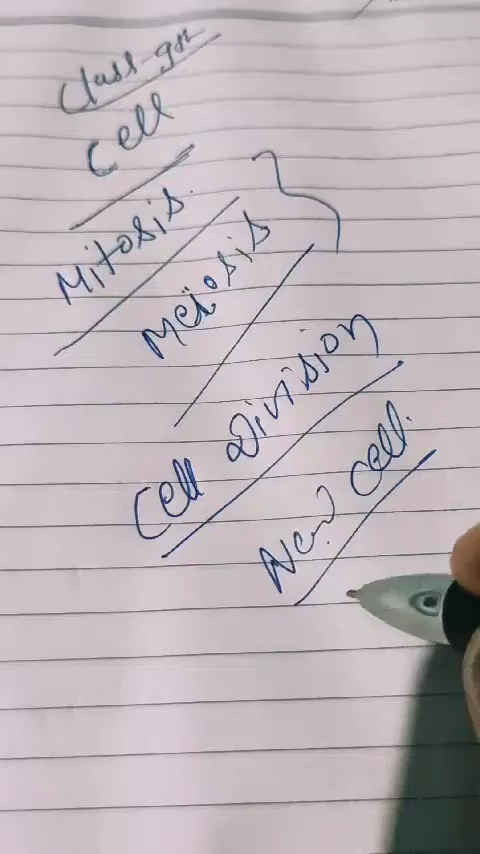 Class-9th
Cell
Mitosis.
Meiosis
Cell Division
New Cell.